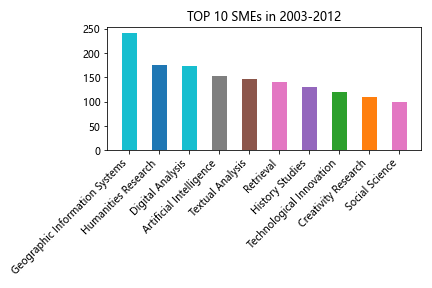 TOP 10 SMEs in 2003-2012
250
200
150
100
50
0
Geographic Information Systems
Humanities Research
Digital Analysis
Artificial Intelligence
Textual Analysis
Retrieval
History Studies
Technological Innovation
Creativity Research
Social Science